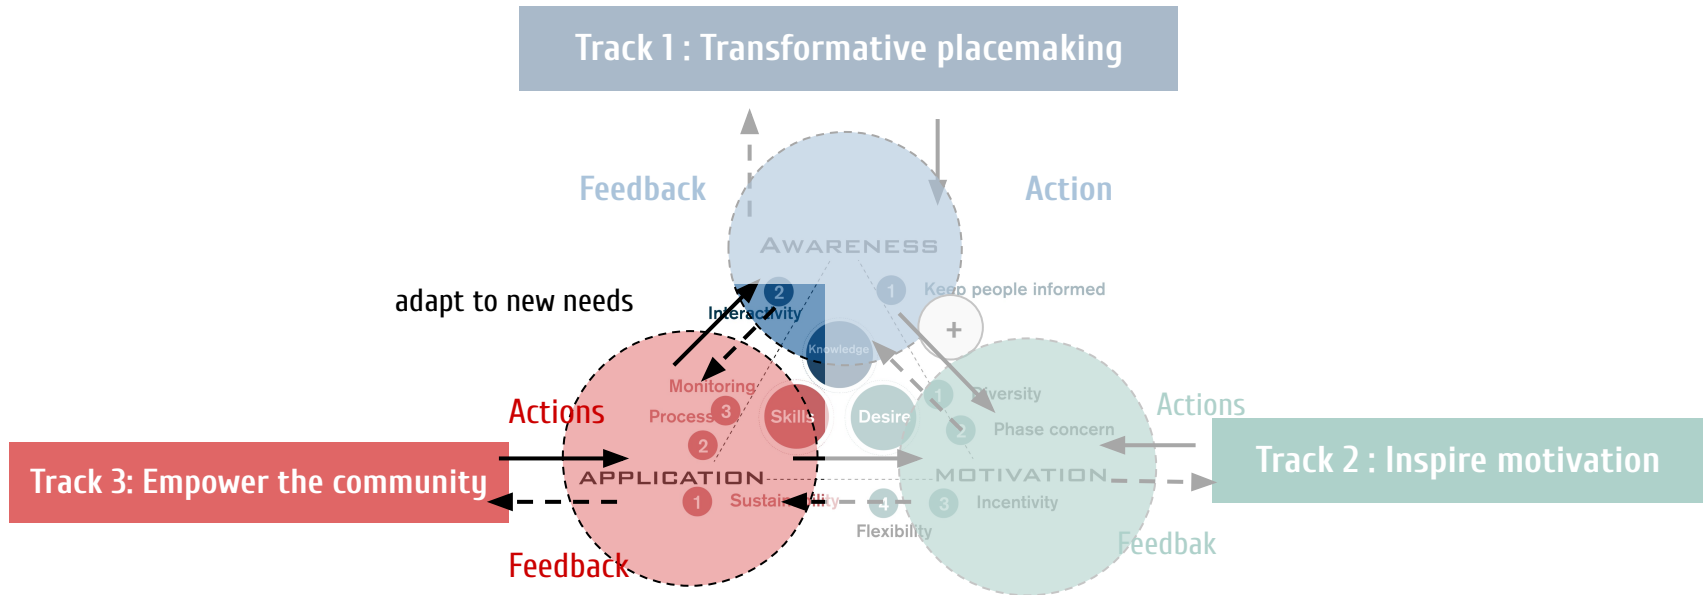 Track 1 : Transformative placemaking
Feedback
Action
AWARENESS
2
1
Keep people informed
adapt to new needs
Interactivity
+
Knowledge
Monitoring
1
Diversity
Actions
3
Process
Skills
Desire
Actions
2
Phase concern
2
Track 3: Empower the community
APPLICATION
MOTIVATION
Track 2 : Inspire motivation
1
Sustainability
4
3
Incentivity
Flexibility
Feedbak
Feedback